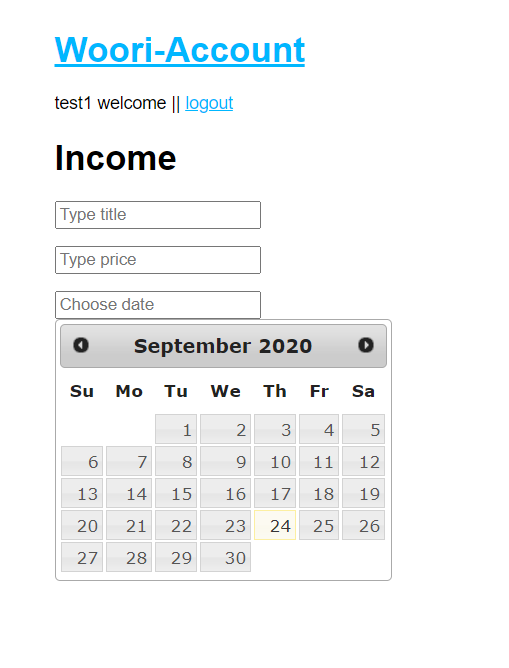 Woori-Account
test1 welcome || logout
Income
Type title
Type price
Choose date
September 2020
Su Mo Tu We Th Fr Sa
1 2 3 4 5
6 7 8 9 10 11 12
13 14 15 16 17 18 19
20 21 22 23 24 25 26
27 28 29 30